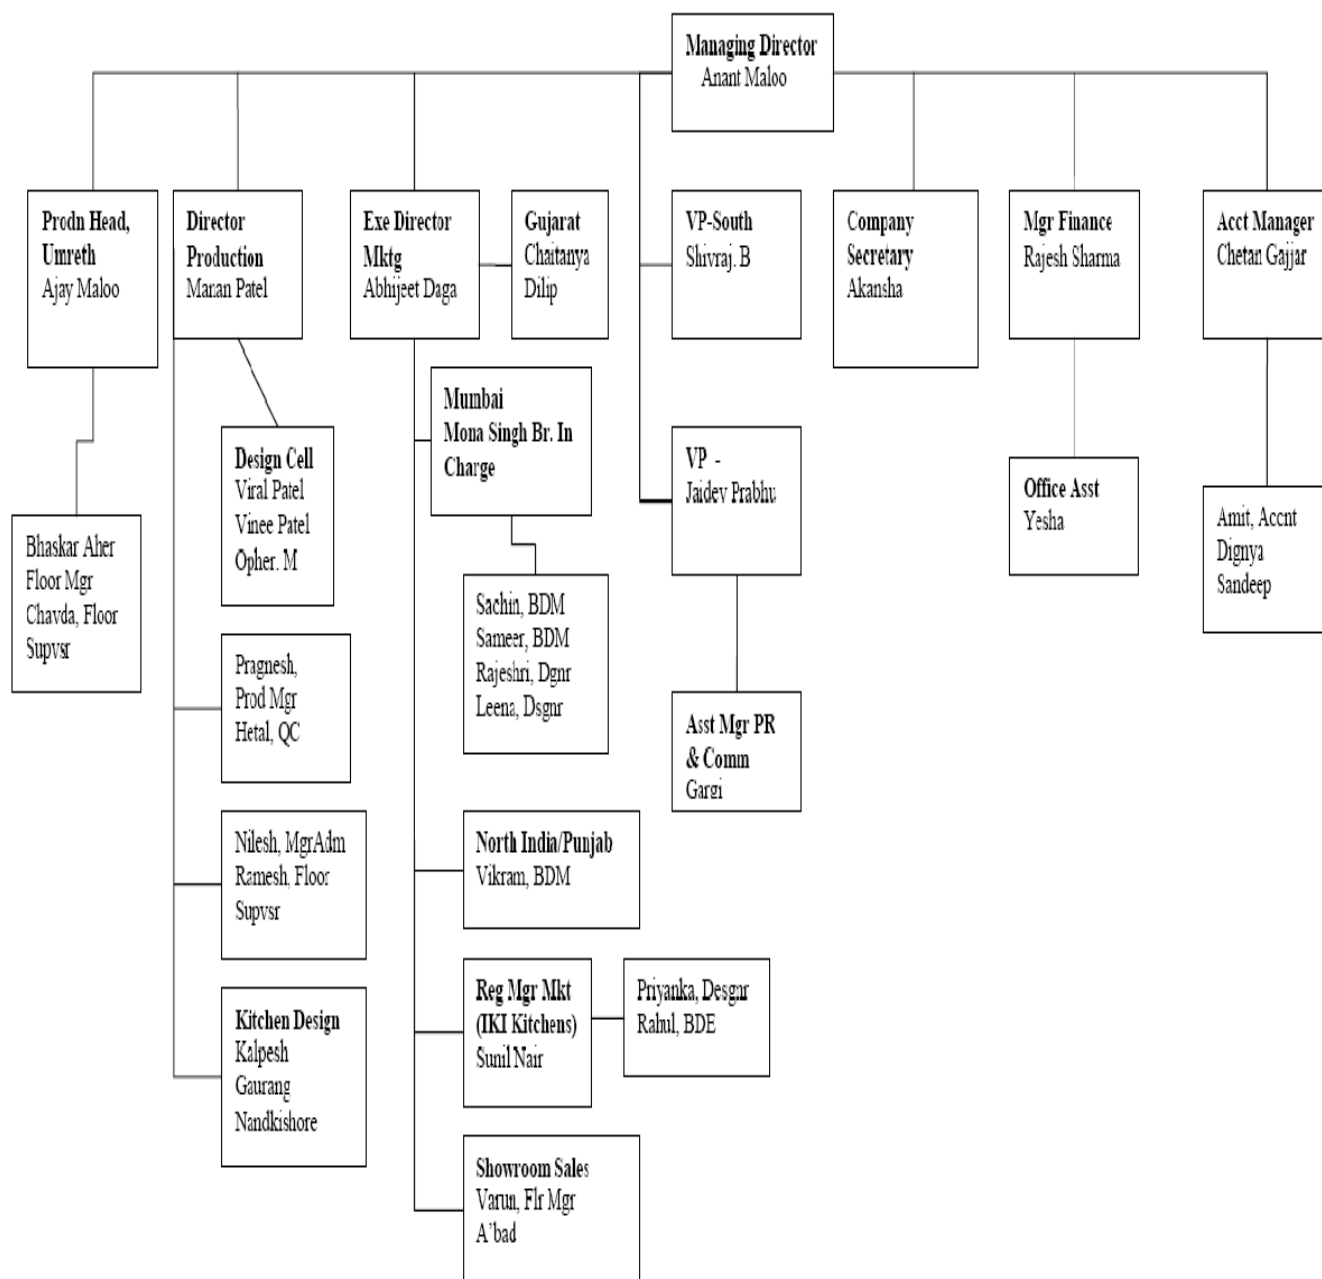 Managing Director
Anant Maloo
Prodn Head,
Umreth
Ajay Maloo
Director
Production
Manan Patel
Exe Director
Mktg
Abhijeet Daga
Gujarat
Chaitanya
Dilip
VP-South
Shivraj. B
Company
Secretary
Akansha
Mgr Finance
Rajesh Sharma
Acct Manager
Chetan Gajjar
Mumbai
Mona Singh Br. In
Charge
Design Cell
Viral Patel
Vinee Patel
Opher. M
VP -
Jaidev Prabhu
Office Asst
Yesha
Amit, Accnt
Dignya
Sandeep
Bhaskar Aher
Floor Mgr
Chavda, Floor
Supvsr
Sachin, BDM
Sameer, BDM
Rajeshri, Dgnr
Leena, Dsgnr
Pragnesh,
Prod Mgr
Hetal, QC
Asst Mgr PR
& Comm
Gargi
Nilesh, MgrAdm
Ramesh, Floor
Supvsr
North India/Punjab
Vikram, BDM
Reg Mgr Mkt
(IKI Kitchens)
Sunil Nair
Priyanka, Desgnr
Rahul, BDE
Kitchen Design
Kalpesh
Gaurang
Nandkishore
Showroom Sales
Varun, Flr Mgr
A'bad